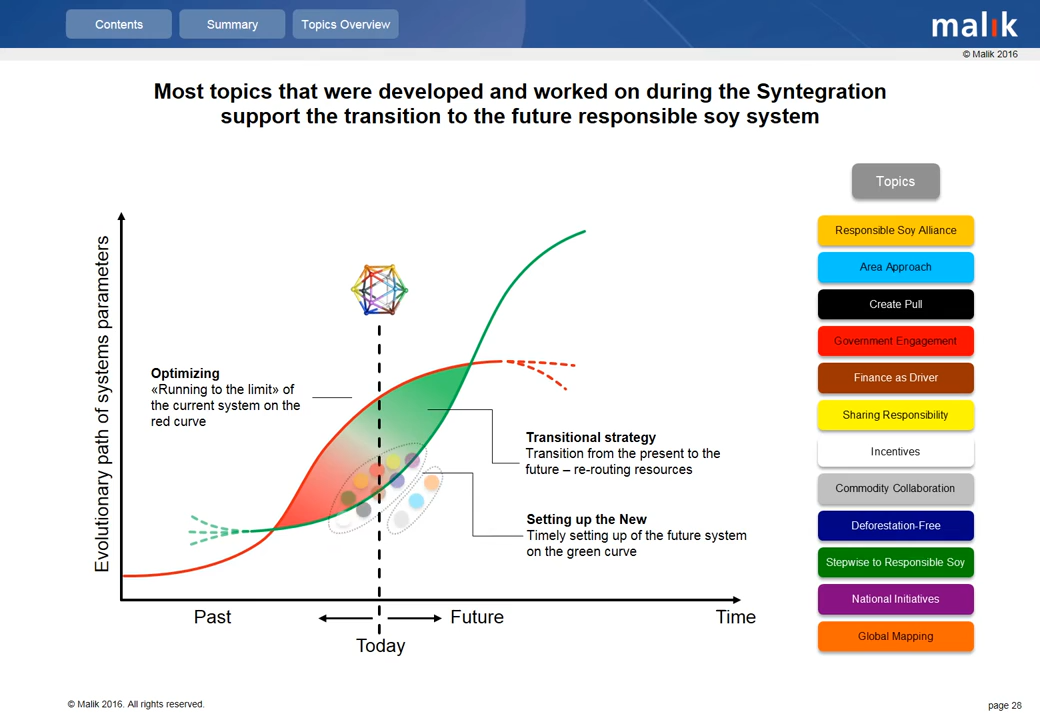 Contents
Summary
Topics Overview
malik
© Malik 2016
Most topics that were developed and worked on during the Syntegration
support the transition to the future responsible soy system
Topics
Responsible Soy Alliance
Area Approach
Create Pull
Government Engagement
Finance as Driver
Sharing Responsibility
Incentives
Commodity Collaboration
Deforestation-Free
Stepwise to Responsible Soy
National Initiatives
Global Mapping
Evolutionary path of systems parameters
Optimizing
«Running to the limit» of
the current system on the
red curve
Transitional strategy
Transition from the present to the
future – re-routing resources
Setting up the New
Timely setting up of the future system
on the green curve
Past
Future
Time
Today
© Malik 2016. All rights reserved.
page 28